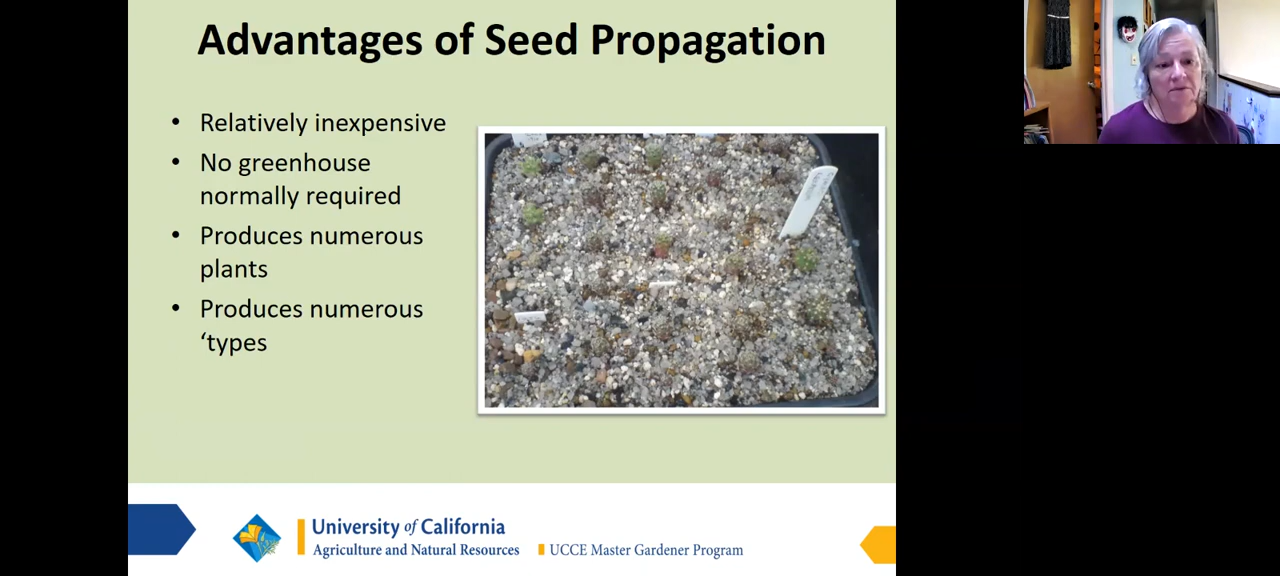 Advantages of Seed Propagation
• Relatively inexpensive
• No greenhouse
normally required
• Produces numerous
plants
• Produces numerous
‘types
University of California
Agriculture and Natural Resources
UCCE Master Gardener Program